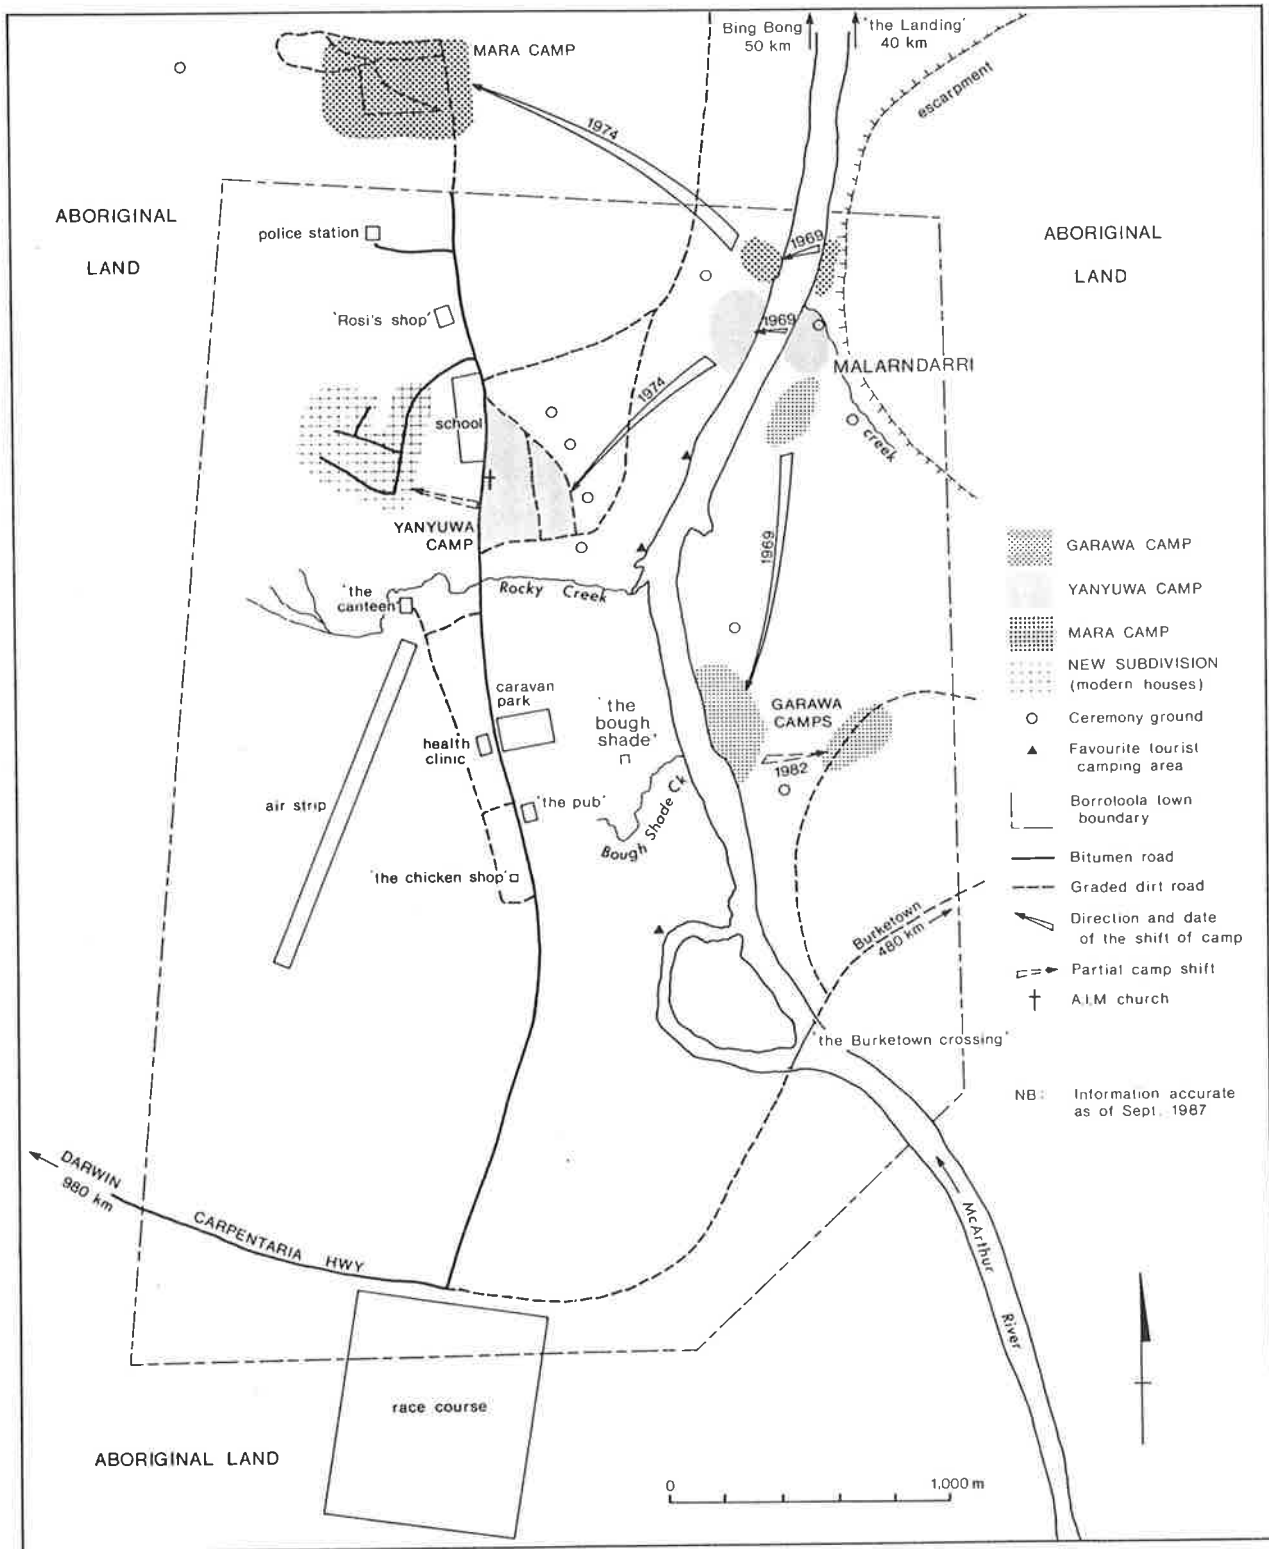 Bing Bong
50 km
'the Landing'
40 km
MARA CAMP
escarpment
1974
ABORIGINAL
LAND
police station
1969
ABORIGINAL
LAND
'Rosi's shop'
1969
MALARNDARRI
1974
school
creek
YANYUWA
CAMP
1969
GARAWA CAMP
YANYUWA CAMP
MARA CAMP
NEW SUBDIVISION
(modern houses)
Ceremony ground
Favourite tourist
camping area
Borroloola town
boundary
Bitumen road
Graded dirt road
Direction and date
of the shift of camp
Partial camp shift
A.I.M church
'the
canteen'
Rocky Creek
caravan
park
'the
bough
shade'
GARAWA
CAMPS
health
clinic
1982
air strip
'the pub'
Bough Shade Ck
'the chicken shop'
Burketown
480 km
'the Burketown crossing'
NB: Information accurate
as of Sept. 1987
DARWIN
980 km
CARPENTARIA HWY
McArthur
River
race course
ABORIGINAL LAND
0 1,000 m